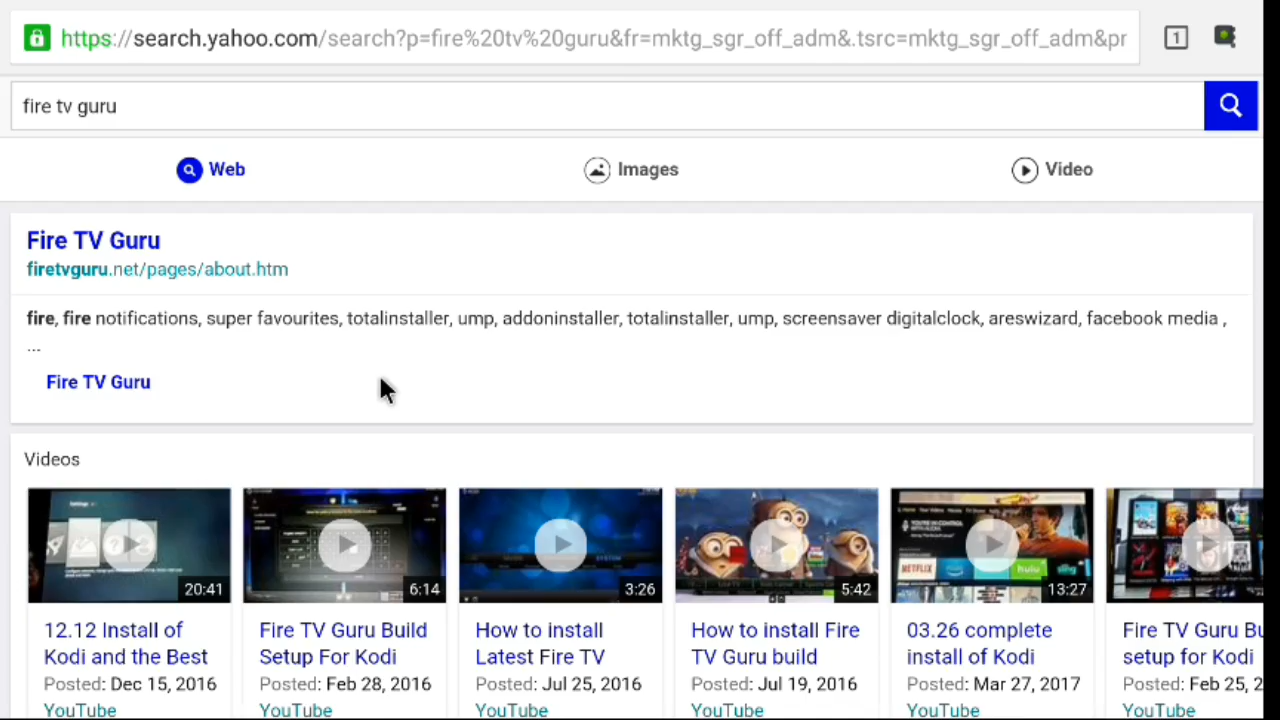 https://search.yahoo.com/search?p=fire%20tv%20guru&fr=mktg_sgr_off_adm&.tsrc=mktg_sgr_off_adm&pr
1
fire tv guru
Web
Images
Video
Fire TV Guru
firetvguru.net/pages/about.htm
fire, fire notifications, super favourites, totalinstaller, ump, addoninstaller, totalinstaller, ump, screensaver digitalclock, areswizard, facebook media ,
...
Fire TV Guru
Videos
NETFLIX
hulu
20:41
6:14
3:26
5:42
13:27
12.12 Install of
Kodi and the Best
Posted: Dec 15, 2016
YouTube
Fire TV Guru Build
Setup For Kodi
Posted: Feb 28, 2016
YouTube
How to install
Latest Fire TV
Posted: Jul 25, 2016
YouTube
How to install Fire
TV Guru build
Posted: Jul 19, 2016
YouTube
03.26 complete
install of Kodi
Posted: Mar 27, 2017
YouTube
Fire TV Guru Bu
setup for Kodi
Posted: Feb 25, 2
YouTube